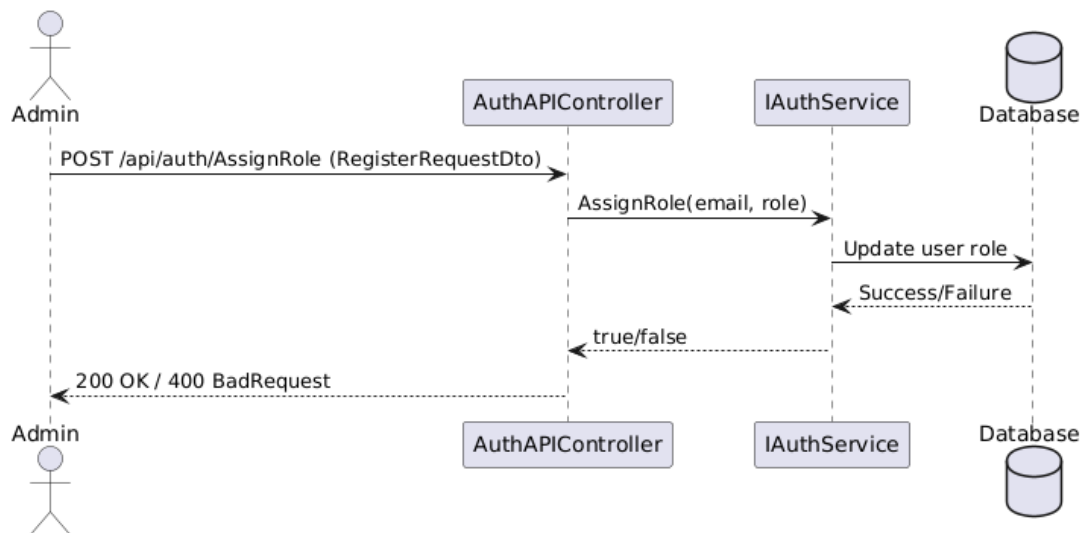 Admin
AuthAPIController
IAuthService
Database
POST /api/auth/AssignRole (RegisterRequestDto)
AssignRole(email, role)
Update user role
Success/Failure
true/false
200 OK / 400 BadRequest
Admin
AuthAPIController
IAuthService
Database